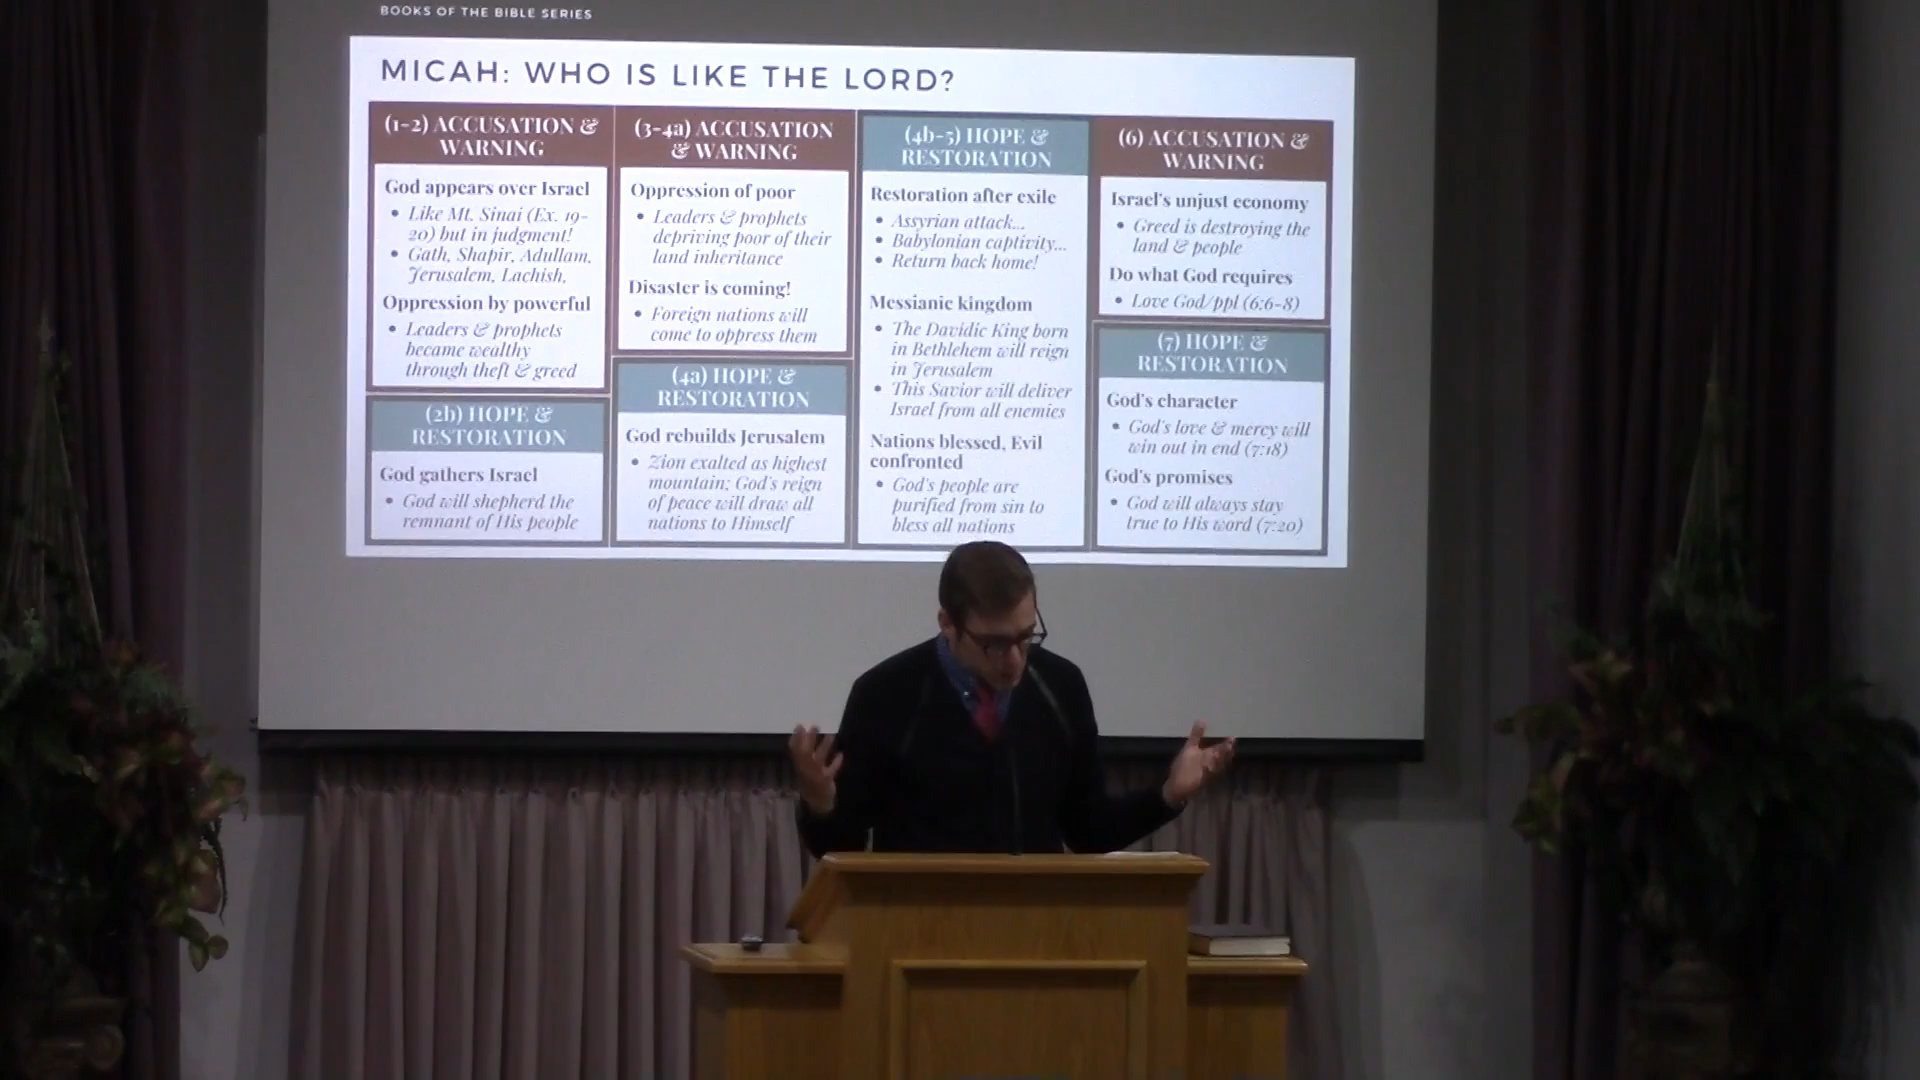 BOOKS OF THE BIBLE SERIES
MICAH: WHO IS LIKE THE LORD?
(1-2) ACCUSATION &
WARNING
God appears over Israel
• Like Mt. Sinai (Ex. 19-
20) but in judgment!
• Gath, Shapir, Adullam,
Jerusalem, Lachish,
Oppression by powerful
• Leaders & prophets
became wealthy
through theft & greed
(2b) HOPE &
RESTORATION
God gathers Israel
• God will shepherd the
remnant of His people
(3-4a) ACCUSATION
& WARNING
Oppression of poor
• Leaders & prophets
depriving poor of their
land inheritance
Disaster is coming!
• Foreign nations will
come to oppress them
(4a) HOPE &
RESTORATION
God rebuilds Jerusalem
• Zion exalted as highest
mountain; God's reign
of peace will draw all
nations to Himself
(4b-5) HOPE &
RESTORATION
Restoration after exile
• Assyrian attack...
• Babylonian captivity...
• Return back home!
Messianic kingdom
• The Davidic King born
in Bethlehem will reign
in Jerusalem
• This Savior will deliver
Israel from all enemies
Nations blessed, Evil
confronted
• God's people are
purified from sin to
bless all nations
(6) ACCUSATION &
WARNING
Israel's unjust economy
• Greed is destroying the
land & people
Do what God requires
• Love God/ppl (6:6-8)
(7) HOPE &
RESTORATION
God's character
• God's love & mercy will
win out in end (7:18)
God's promises
• God will always stay
true to His word (7:20)